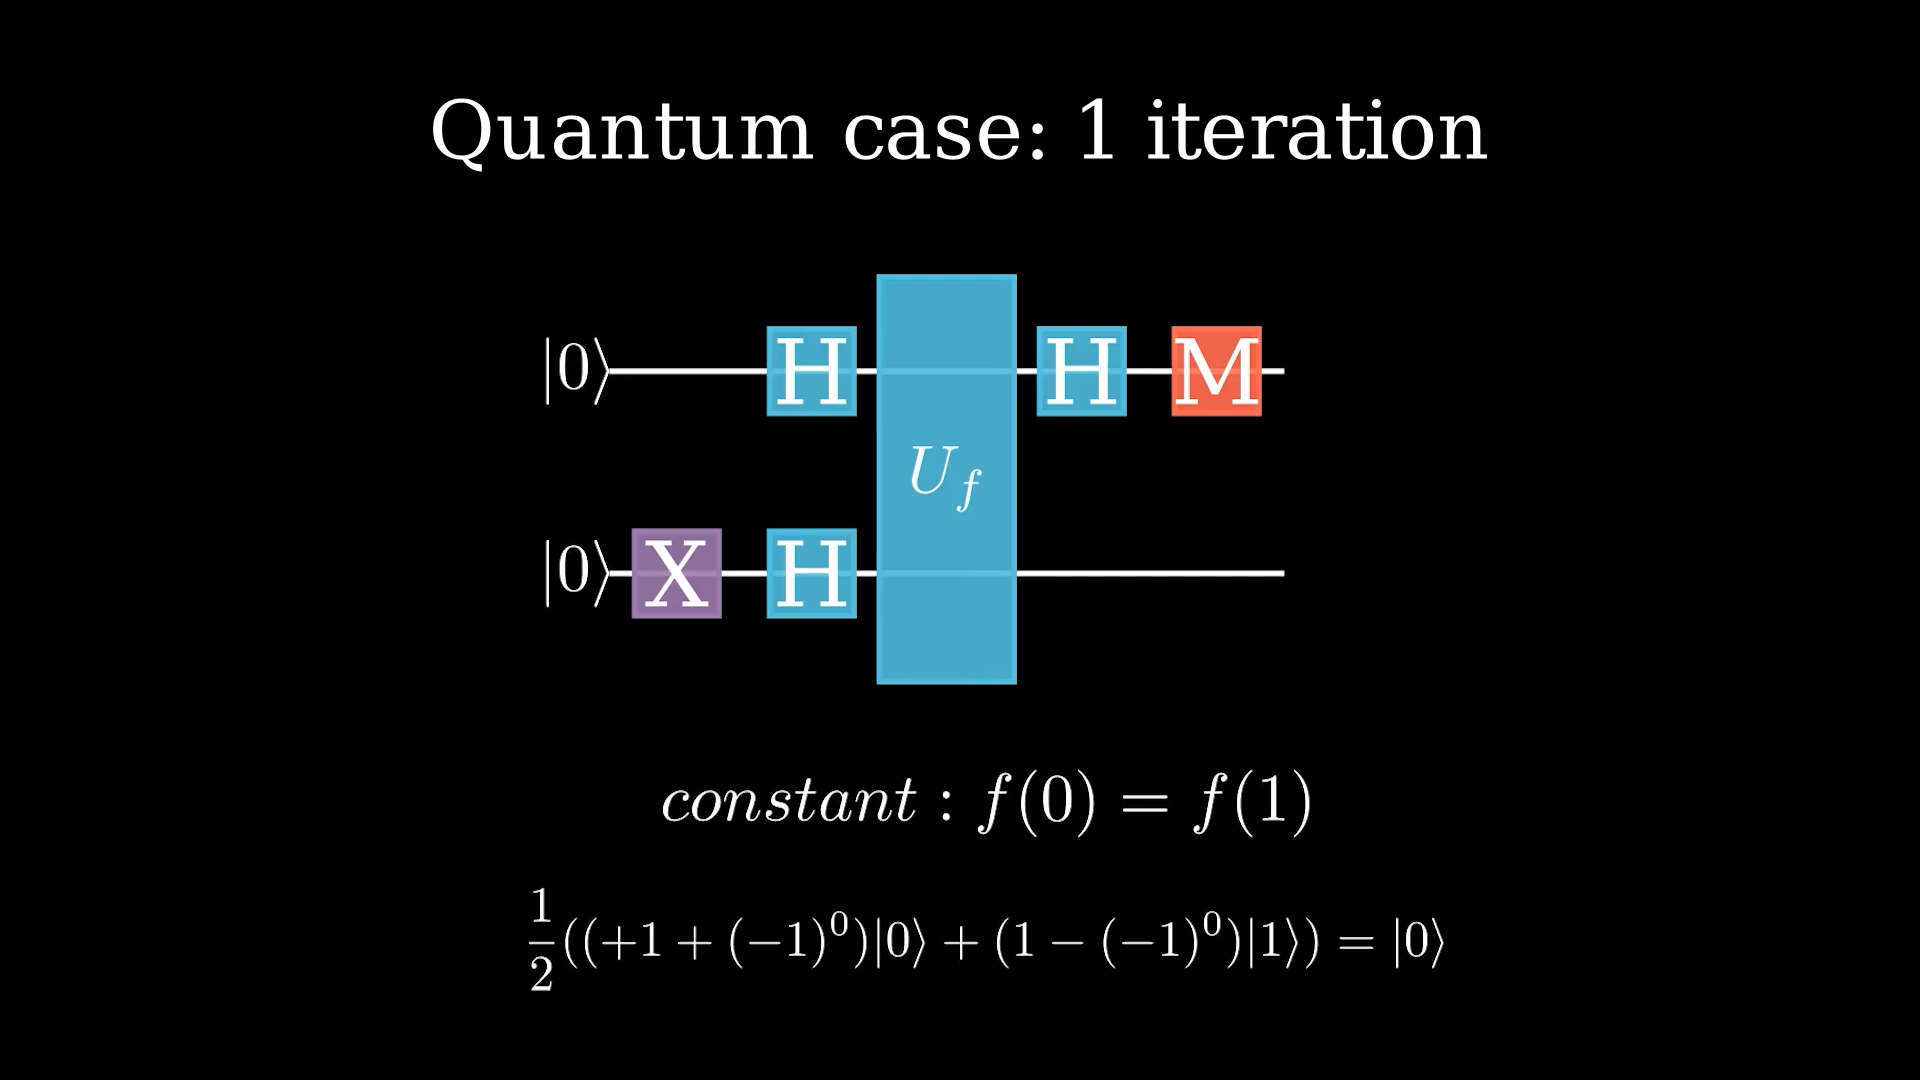 Quantum case: 1 iteration
|0⟩ H H M
U_f
|0⟩ X H
constant : f(0) = f(1)
\frac{1}{2}((+1 + (−1)^0)|0⟩ + (1 − (−1)^0)|1⟩) = |0⟩